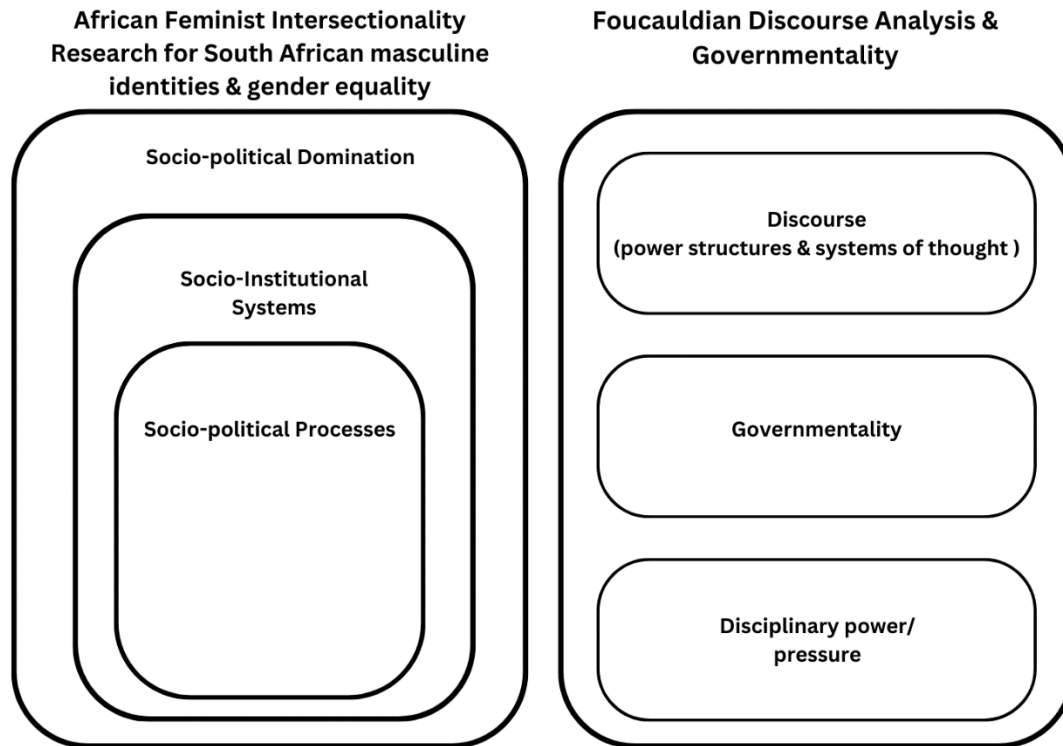 African Feminist Intersectionality
Research for South African masculine
identities & gender equality
Socio-political Domination
Socio-Institutional
Systems
Socio-political Processes
Foucauldian Discourse Analysis &
Governmentality
Discourse
(power structures & systems of thought )
Governmentality
Disciplinary power/
pressure